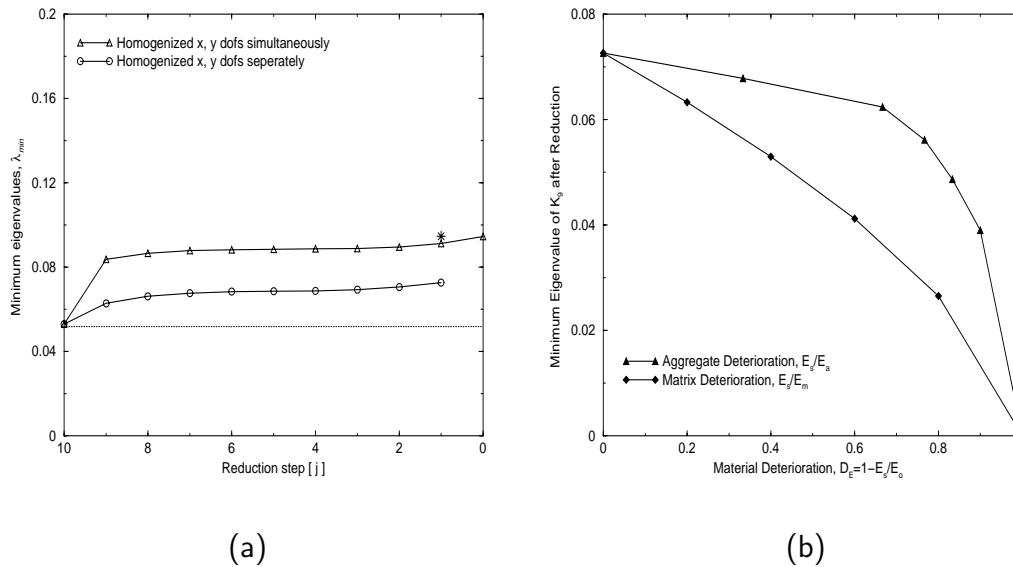 0.2
0.16
0.12
0.08
0.04
0
Minimum eigenvalues, λmin
Homogenized x, y dofs simultaneously
Homogenized x, y dofs seperately
*
10 8 6 4 2 0
Reduction step [ j ]
(a)
0.08
0.06
0.04
0.02
0
Minimum Eigenvalue of K9 after Reduction
Aggregate Deterioration, Es/Ea
Matrix Deterioration, Es/Em
0 0.2 0.4 0.6 0.8
Material Deterioration, DE=1−Es/Eo
(b)